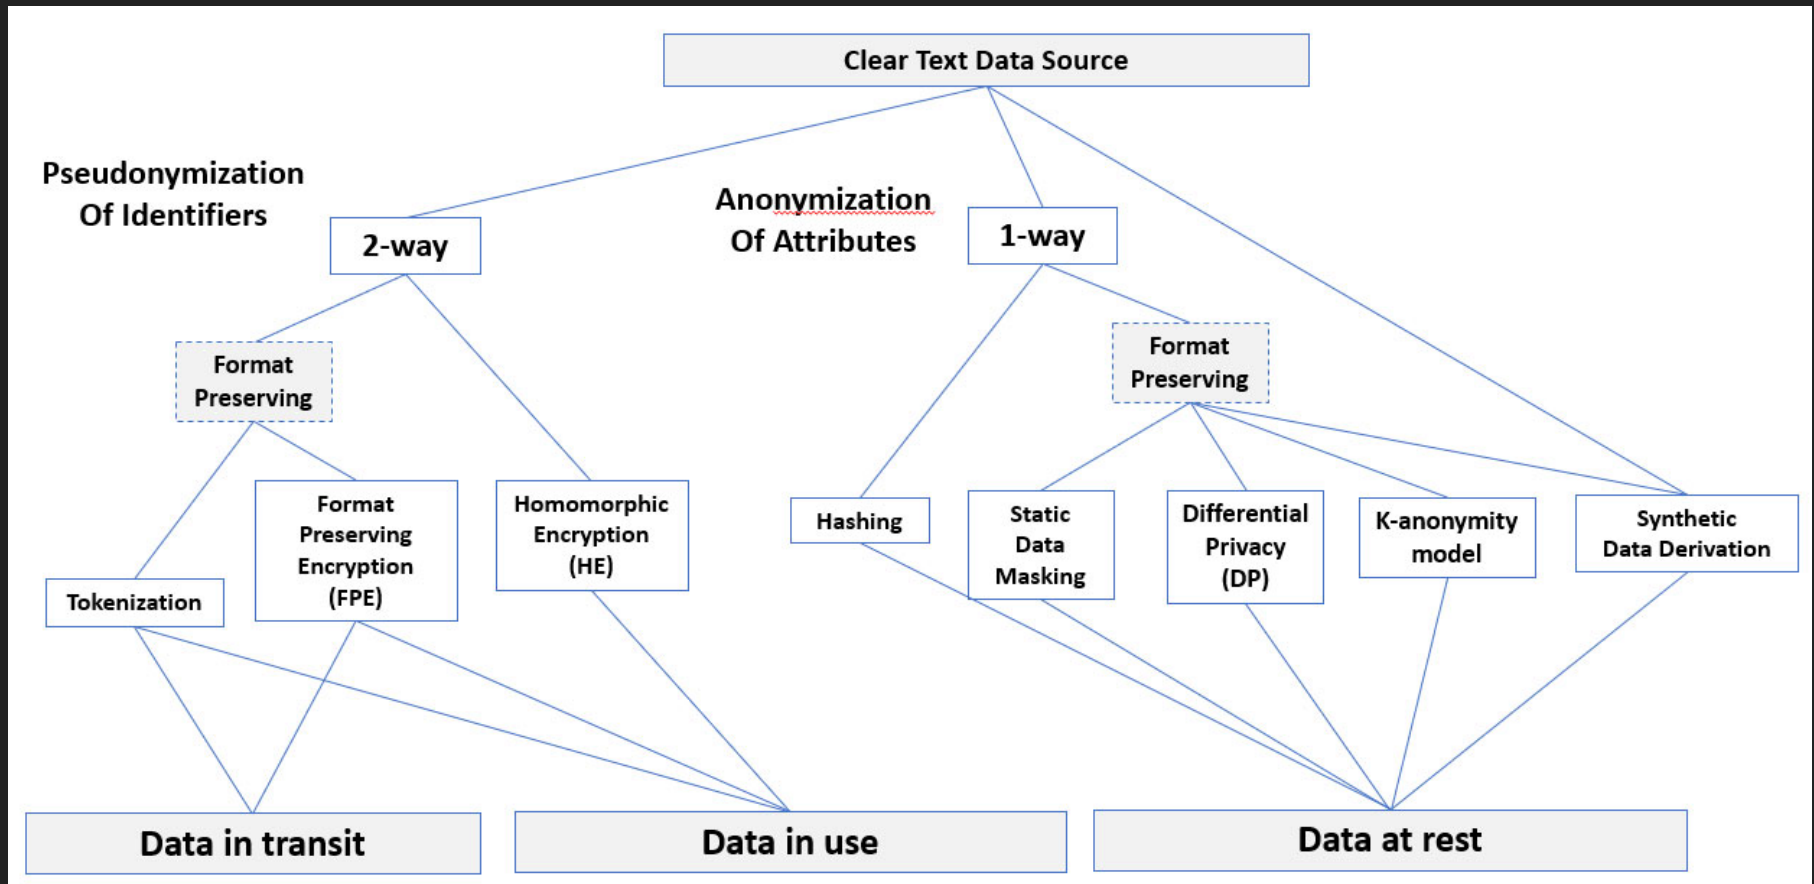 Clear Text Data Source
Pseudonymization
Of Identifiers
2-way
Anonymization
Of Attributes
1-way
Format
Preserving
Format
Preserving
Tokenization
Format
Preserving
Encryption
(FPE)
Homomorphic
Encryption
(HE)
Hashing
Static
Data
Masking
Differential
Privacy
(DP)
K-anonymity
model
Synthetic
Data Derivation
Data in transit
Data in use
Data at rest